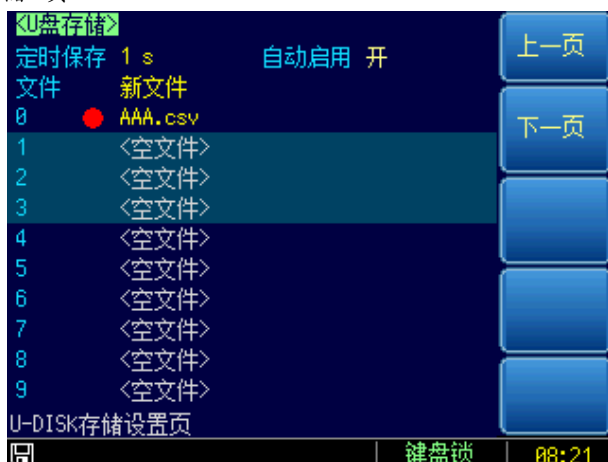 <U盘存储>
定时保存 1 s 自动启用 开
文件 新文件
0 AAA.csv
1 <空文件>
2 <空文件>
3 <空文件>
4 <空文件>
5 <空文件>
6 <空文件>
7 <空文件>
8 <空文件>
9 <空文件>
U-DISK存储设置页
键盘锁 08:21
上一页
下一页